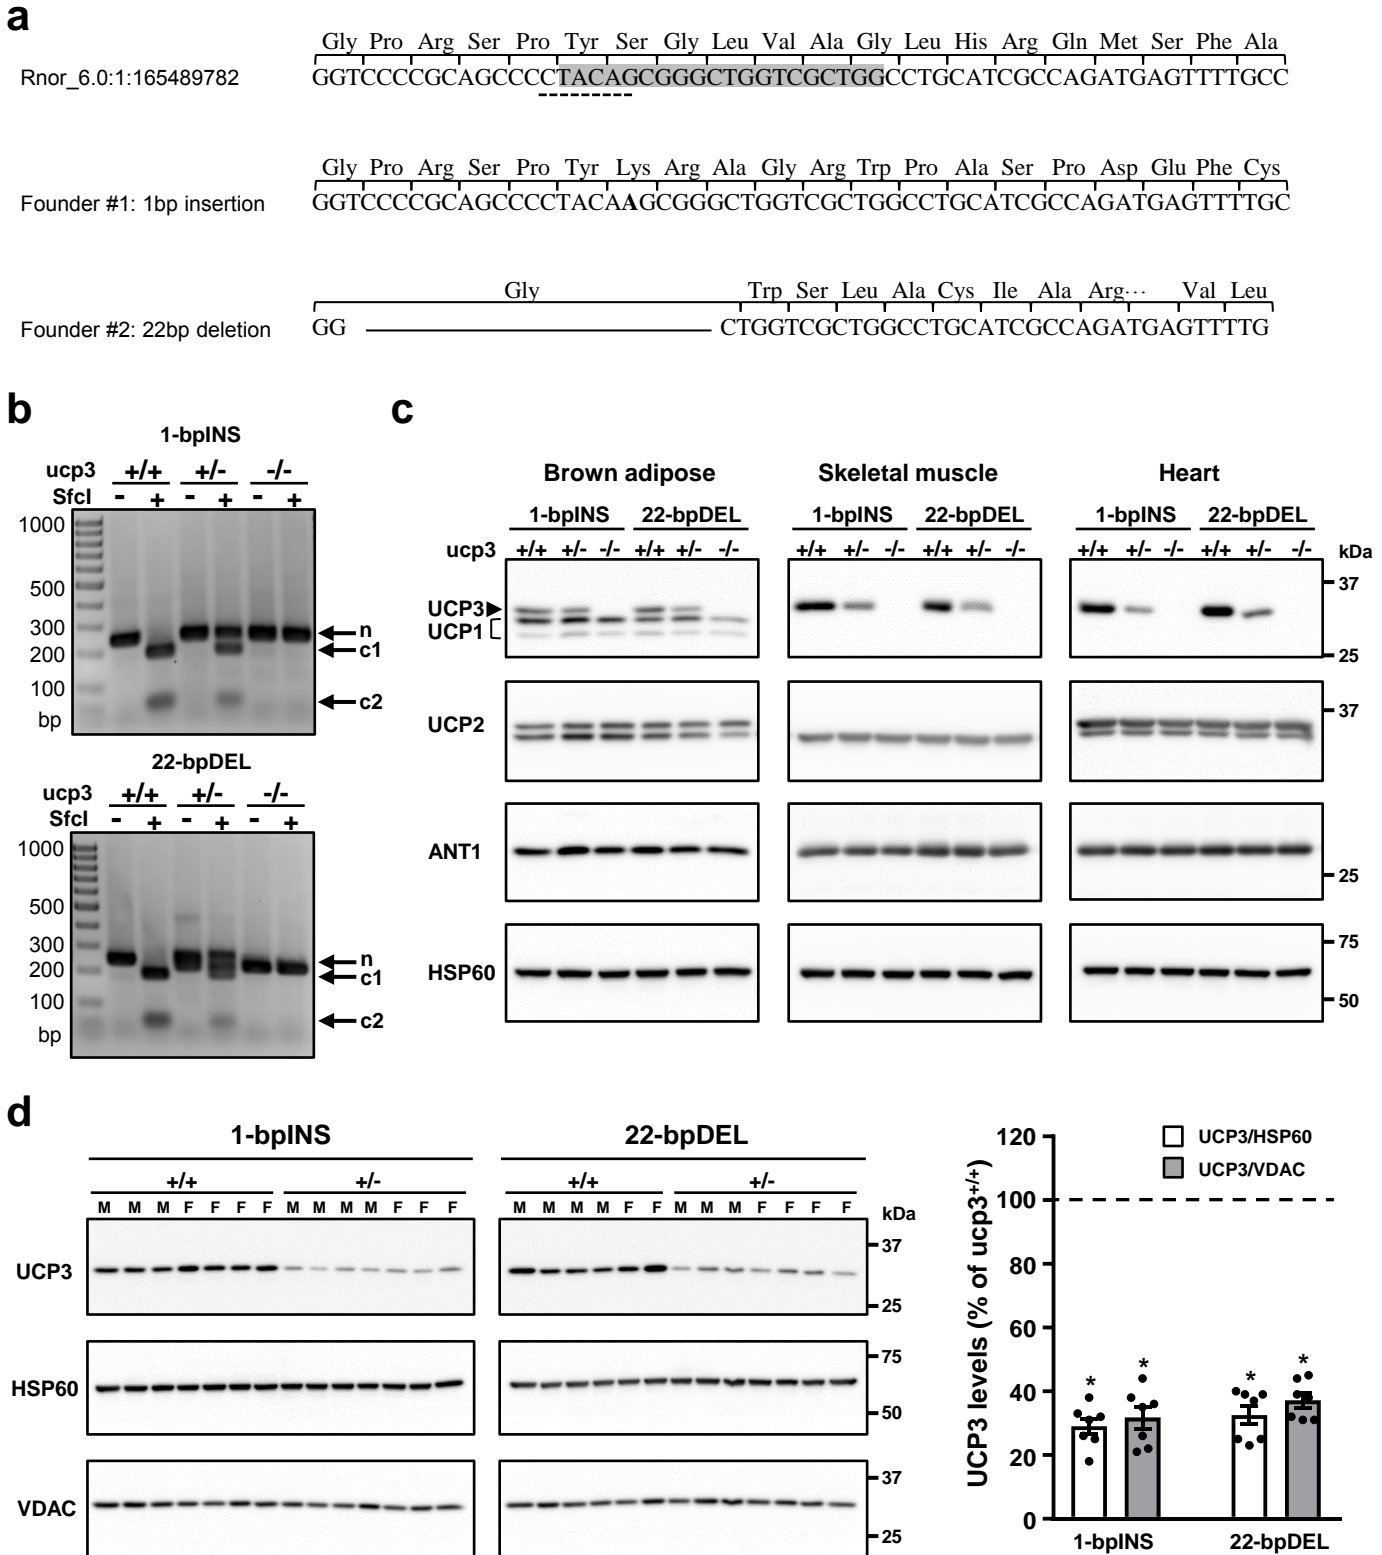 a
Gly Pro Arg Ser Pro Tyr Ser Gly Leu Val Ala Gly Leu His Arg Gln Met Ser Phe Ala
Rnor_6.0:1:165489782 GGTCCCCGCAGCCCCTACAGCGGGCTGGTCGCTGGCCTGCATCGCCAGATGAGTTTTGCC
Gly Pro Arg Ser Pro Tyr Lys Arg Ala Gly Arg Trp Pro Ala Ser Pro Asp Glu Phe Cys
Founder #1: 1bp insertion GGTCCCCGCAGCCCCTACAAGCGGGCTGGTCGCTGGCCTGCATCGCCAGATGAGTTTTGC
Gly Trp Ser Leu Ala Cys Ile Ala Arg··· Val Leu
Founder #2: 22bp deletion GG CTGGTCGCTGGCCTGCATCGCCAGATGAGTTTTG
b
1-bpINS
ucp3 +/+ +/- -/-
SfcI - + - + - +
1000
500
300
200
100
bp
n
c1
c2
22-bpDEL
ucp3 +/+ +/- -/-
SfcI - + - + - +
1000
500
300
200
100
bp
n
c1
c2
c
Brown adipose Skeletal muscle Heart
1-bpINS 22-bpDEL 1-bpINS 22-bpDEL 1-bpINS 22-bpDEL
ucp3 +/+ +/- -/- +/+ +/- -/- +/+ +/- -/- +/+ +/- -/- +/+ +/- -/- +/+ +/- -/- kDa
UCP3
UCP1
37
25
UCP2
37
ANT1
25
HSP60
75
50
d
1-bpINS 22-bpDEL
+/+ +/- +/+ +/-
M M M F F F F M M M M F F F M M M M F F M M M F F F F kDa
UCP3
37
25
HSP60
75
50
VDAC
37
25
UCP3 levels (% of ucp3+/+)
120
100
80
60
40
20
0
UCP3/HSP60
UCP3/VDAC
* * * *
1-bpINS 22-bpDEL